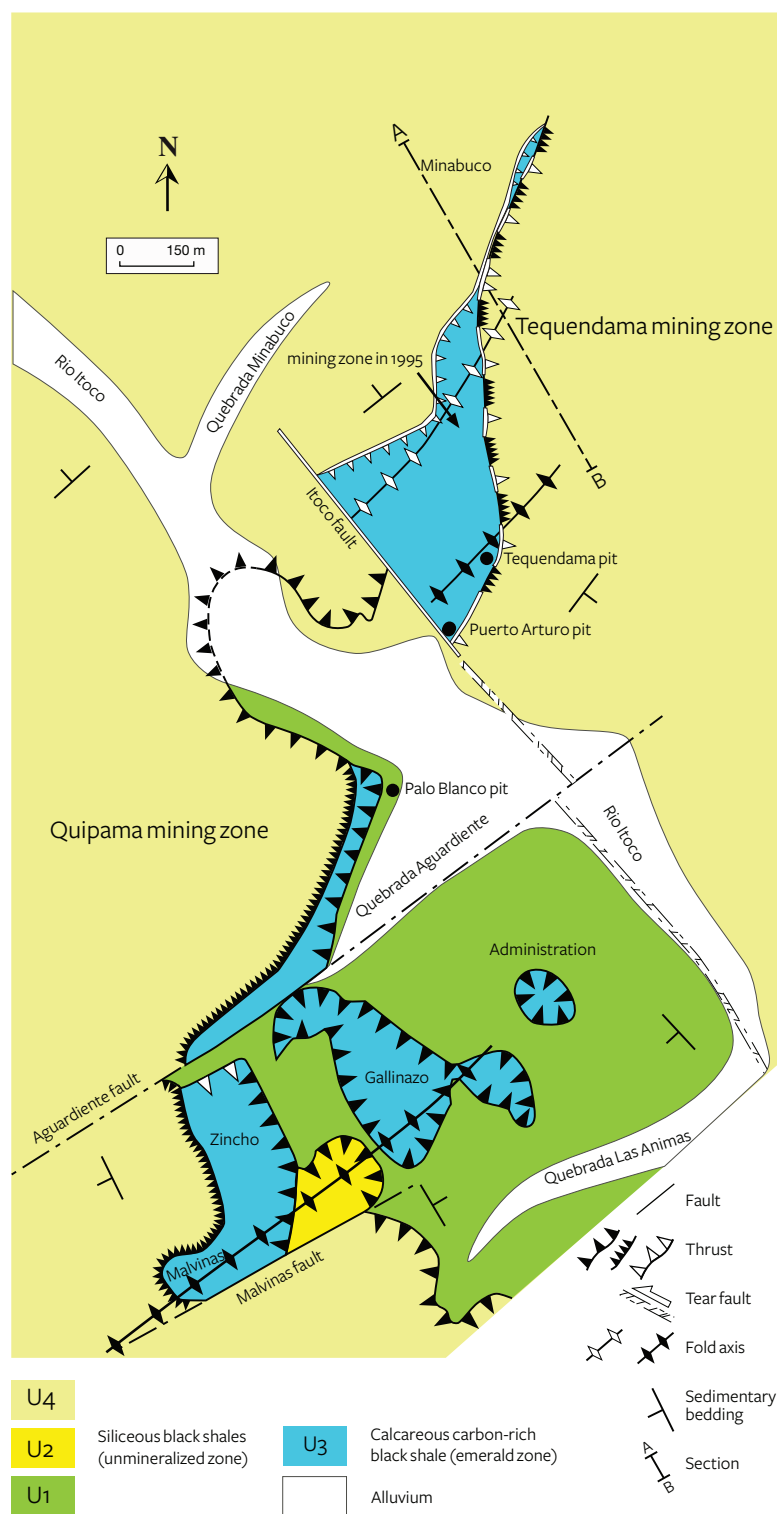 A
N
Minabuco
0 150 m
Tequendama mining zone
Quebrada Minabuco
Rio Itoco
mining zone in 1995
B
Itoco fault
Tequendama pit
Puerto Arturo pit
Palo Blanco pit
Quipama mining zone
Quebrada Aguardiente
Rio Itoco
Administration
Gallinazo
Aguardiente fault
Zincho
Quebrada Las Animas
Malvinas
Malvinas fault
Fault
Thrust
Tear fault
Fold axis
Sedimentary
bedding
A
B
Section
U4
U2
Siliceous black shales
(unmineralized zone)
U1
U3
Calcareous carbon-rich
black shale (emerald zone)
Alluvium